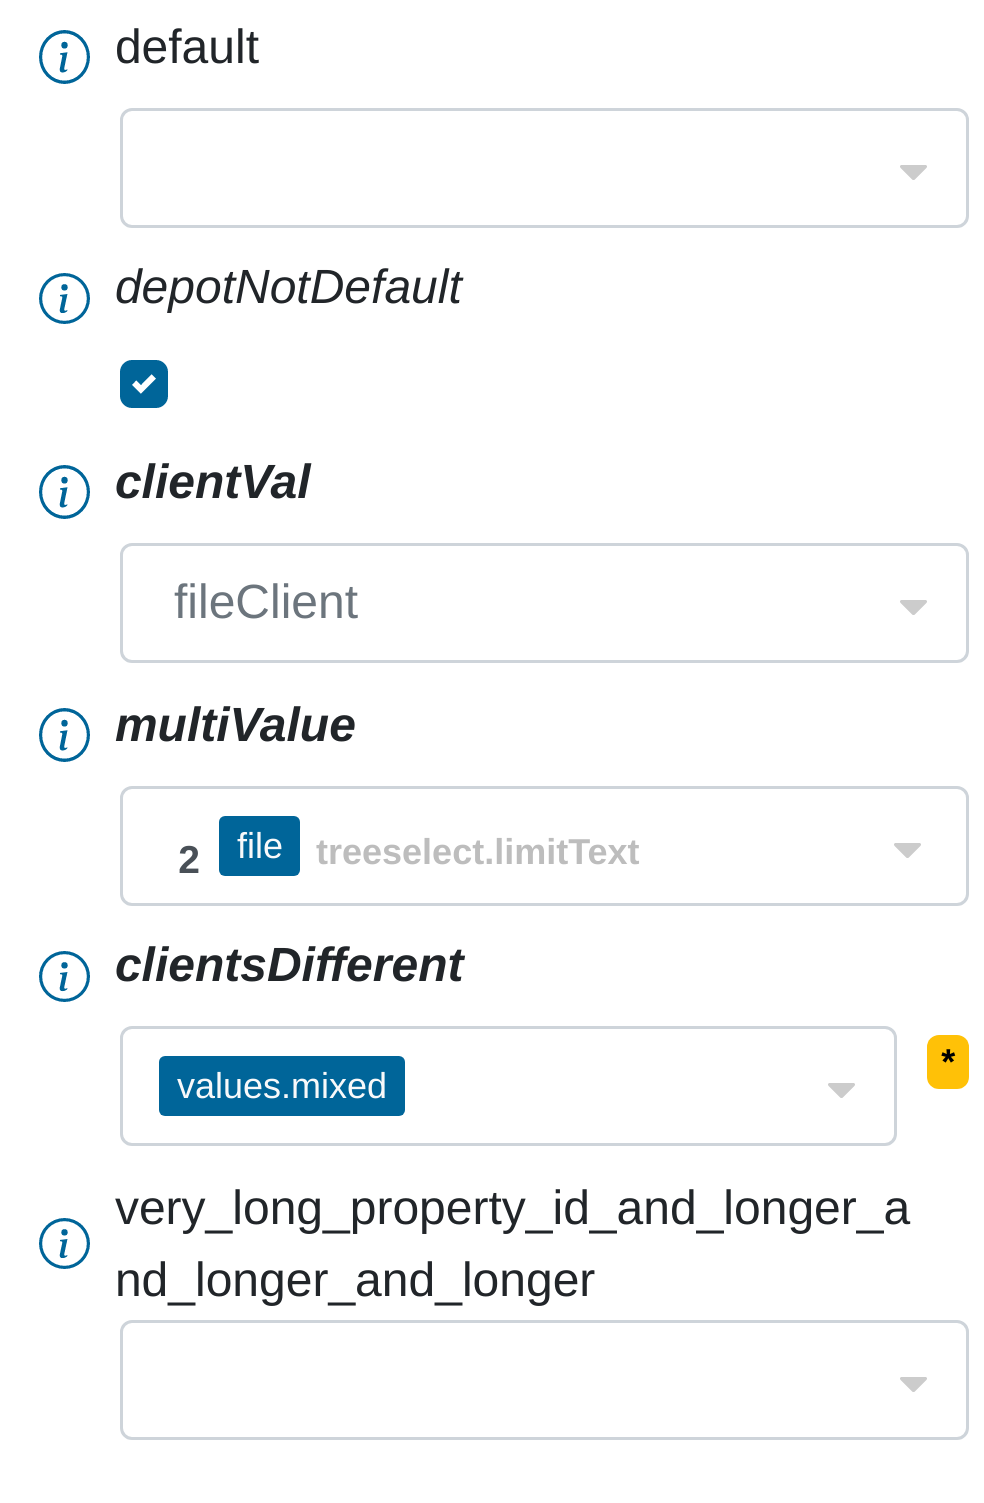 default
depotNotDefault
clientVal
fileClient
multiValue
2 file treeselect.limitText
clientsDifferent
values.mixed *
very_long_property_id_and_longer_a
nd_longer_and_longer